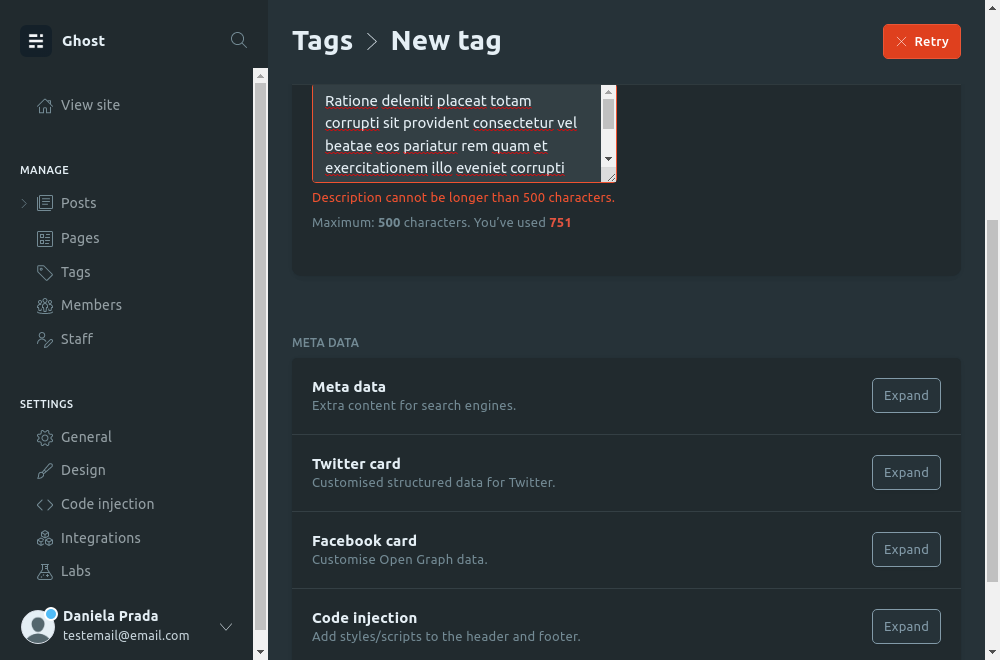 Ghost
View site
MANAGE
Posts
Pages
Tags
Members
Staff
SETTINGS
General
Design
Code injection
Integrations
Labs
Daniela Prada
testemail@email.com
Tags > New tag
Retry
Ratione deleniti placeat totam
corrupti sit provident consectetur vel
beatae eos pariatur rem quam et
exercitationem illo eveniet corrupti
Description cannot be longer than 500 characters.
Maximum: 500 characters. You’ve used 751
META DATA
Meta data
Extra content for search engines.
Expand
Twitter card
Customised structured data for Twitter.
Expand
Facebook card
Customise Open Graph data.
Expand
Code injection
Add styles/scripts to the header and footer.
Expand